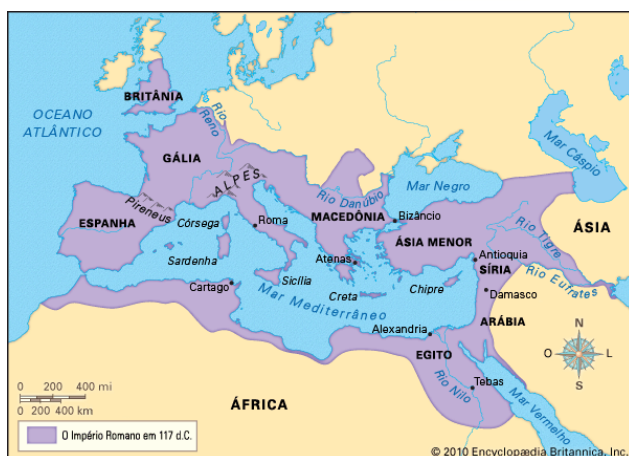 BRITÂNIA
OCEANO
ATLÂNTICO
Rio
Reno
GÁLIA
ALPES
Mar Cáspio
Mar Negro
Rio Danúbio
Pireneus
ESPANHA
Córsega
Roma
MACEDÔNIA
Bizâncio
ÁSIA
ÁSIA MENOR
Rio Tigre
Sardenha
Atenas
Antioquia
SÍRIA
Rio Eufrates
Cartago
Sicília
Creta
Chipre
Damasco
Mar Mediterrâneo
ARÁBIA
Alexandria
EGITO
N
O
L
S
Rio Nilo
Tebas
Mar Vermelho
0 200 400 mi
0 200 400 km
ÁFRICA
O Império Romano em 117 d.C.
© 2010 Encyclopædia Britannica, Inc.